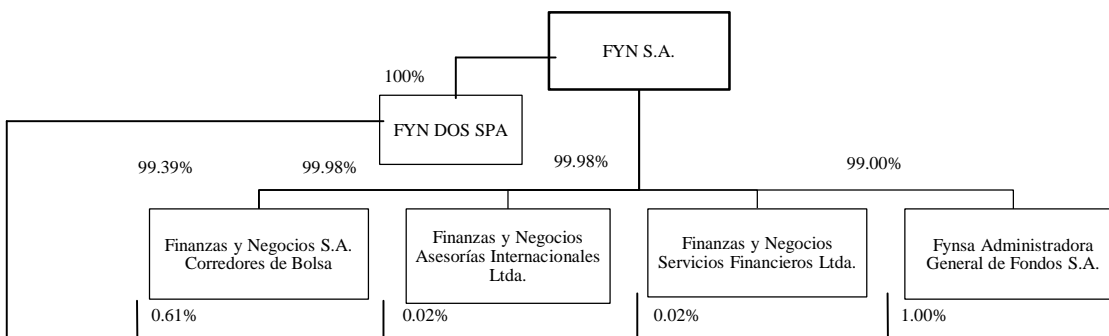 FYN S.A.
100%
FYN DOS SPA
99.39%
99.98%
99.98%
99.00%
Finanzas y Negocios S.A.
Corredores de Bolsa
Finanzas y Negocios
Asesorías Internacionales
Ltda.
Finanzas y Negocios
Servicios Financieros Ltda.
Fynsa Administradora
General de Fondos S.A.
0.61%
0.02%
0.02%
1.00%